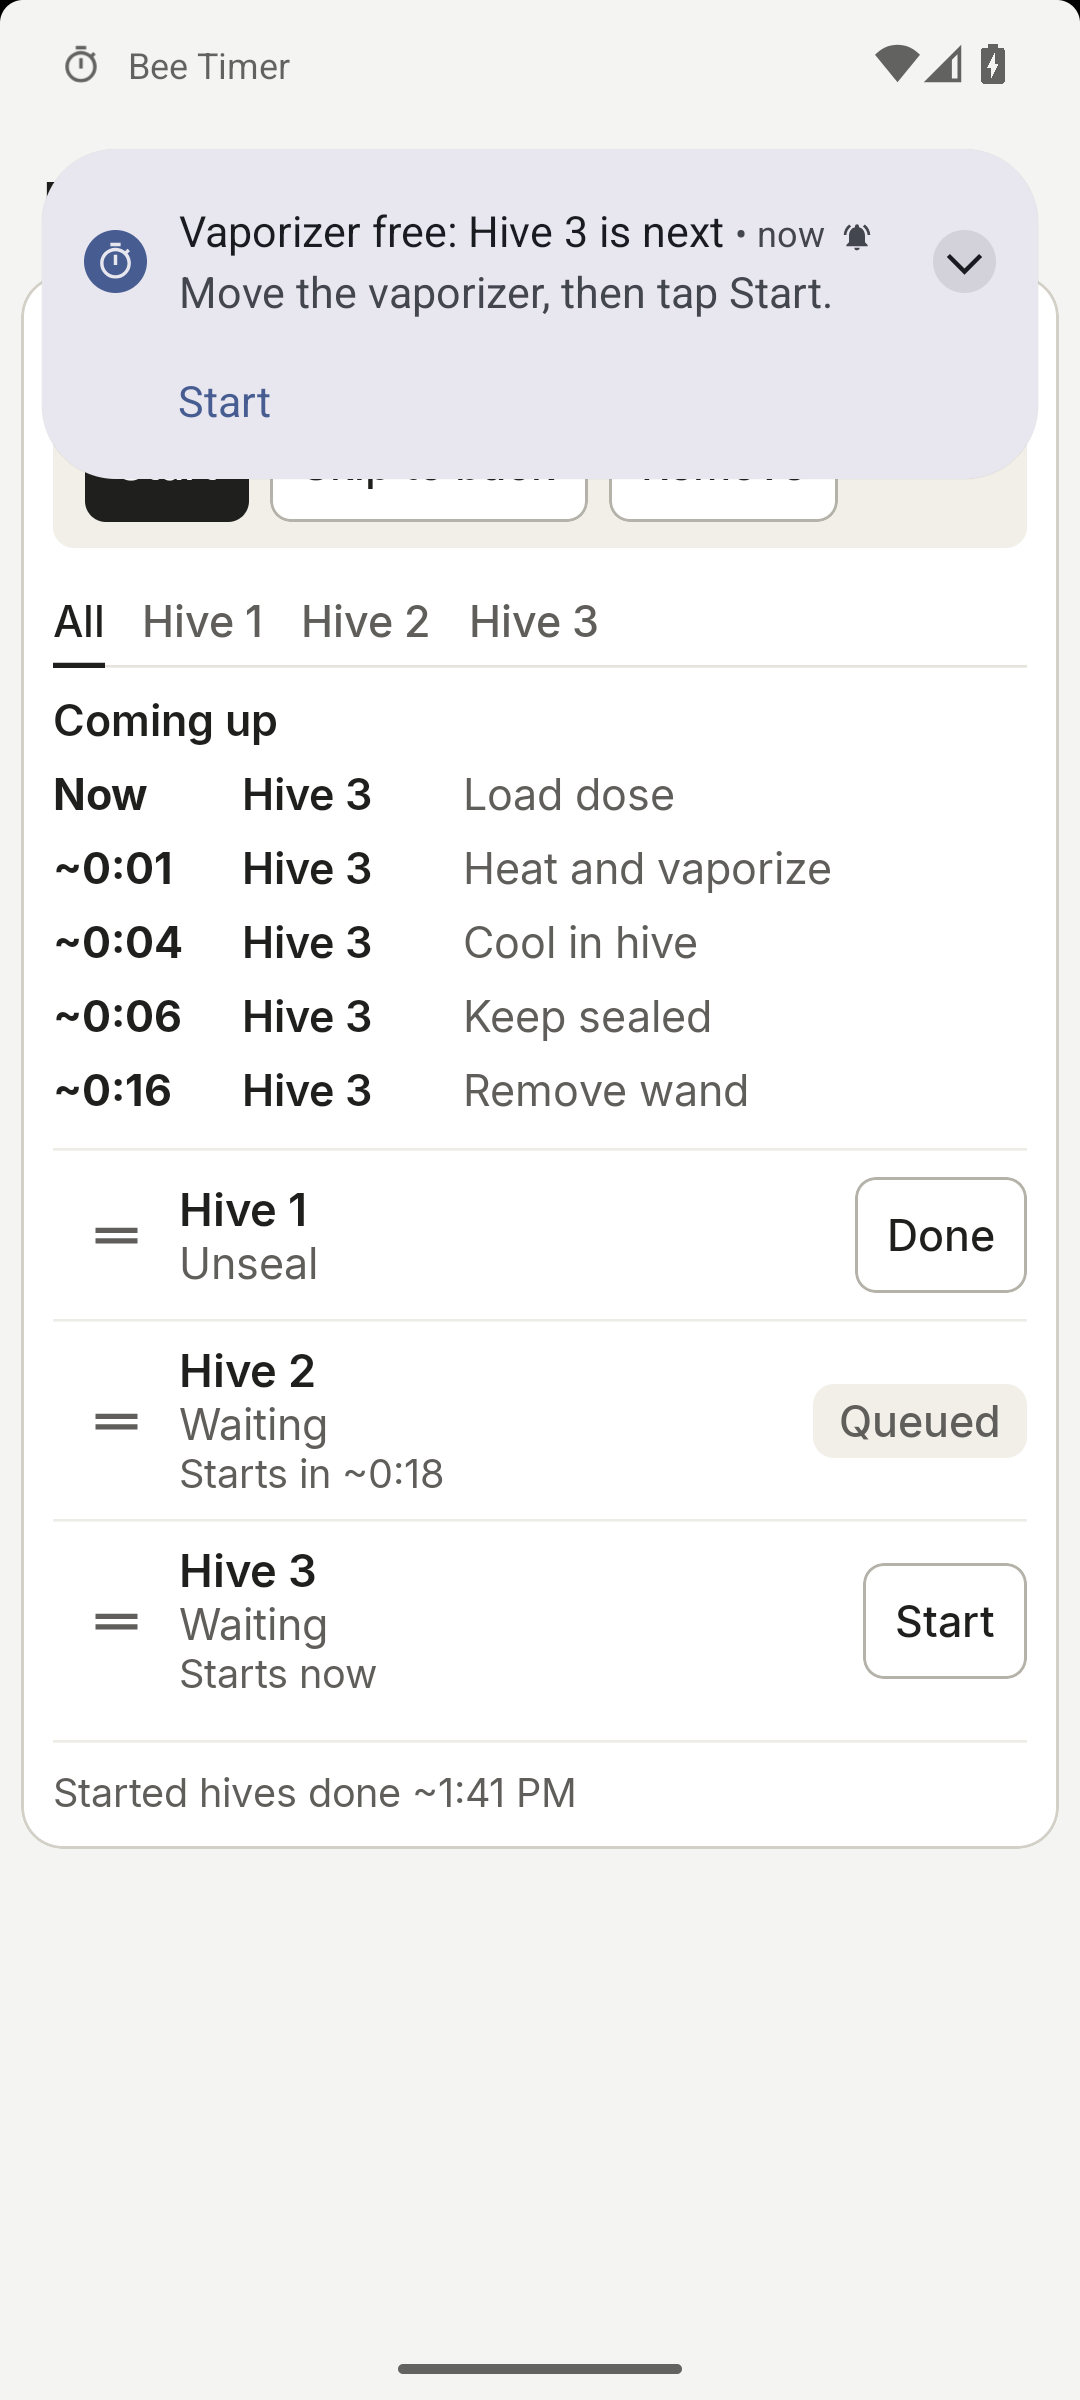 Bee Timer
Vaporizer free: Hive 3 is next • now
Move the vaporizer, then tap Start.
Start
All Hive 1 Hive 2 Hive 3
Coming up
Now Hive 3 Load dose
~0:01 Hive 3 Heat and vaporize
~0:04 Hive 3 Cool in hive
~0:06 Hive 3 Keep sealed
~0:16 Hive 3 Remove wand
Hive 1
Unseal
Done
Hive 2
Waiting
Starts in ~0:18
Queued
Hive 3
Waiting
Starts now
Start
Started hives done ~1:41 PM